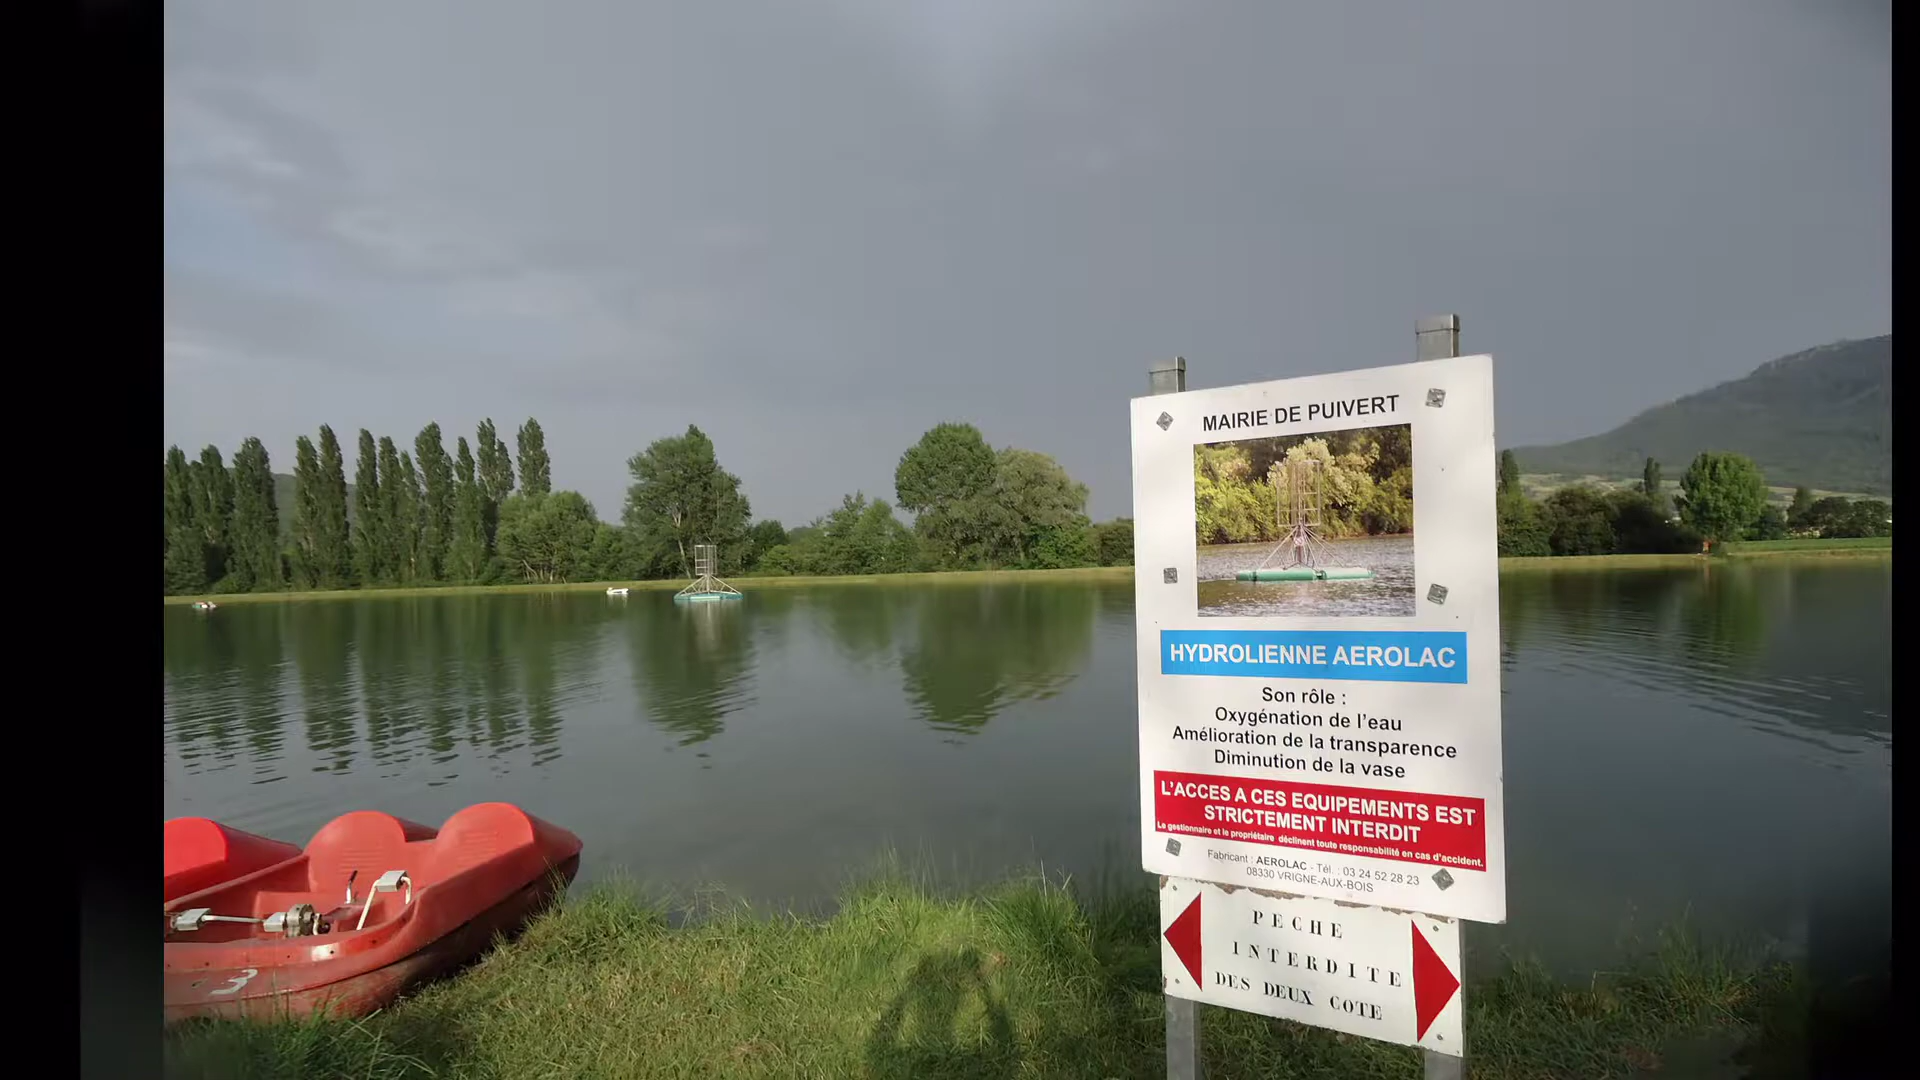 MAIRIE DE PUIVERT
HYDROLIENNE AEROLAC
Son rôle :
Oxygénation de l'eau
Amélioration de la transparence
Diminution de la vase
L'ACCES A CES EQUIPEMENTS EST
STRICTEMENT INTERDIT
Le gestionnaire et le propriétaire déclinent toute responsabilité en cas d'accident.
Fabricant : AEROLAC - Tél. : 03 24 52 28 23
08330 VRIGNE-AUX-BOIS
PECHE
INTERDITE
DES DEUX COTE
3